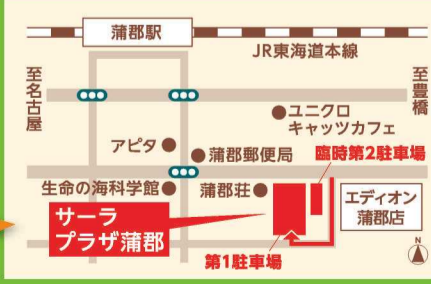 蒲郡駅
JR東海道本線
至名古屋
至豊橋
ユニクロ
キャッツカフェ
アピタ
蒲郡郵便局
臨時第2駐車場
生命の海科学館
蒲郡荘
エディオン
蒲郡店
サーラ
プラザ蒲郡
第1駐車場
N